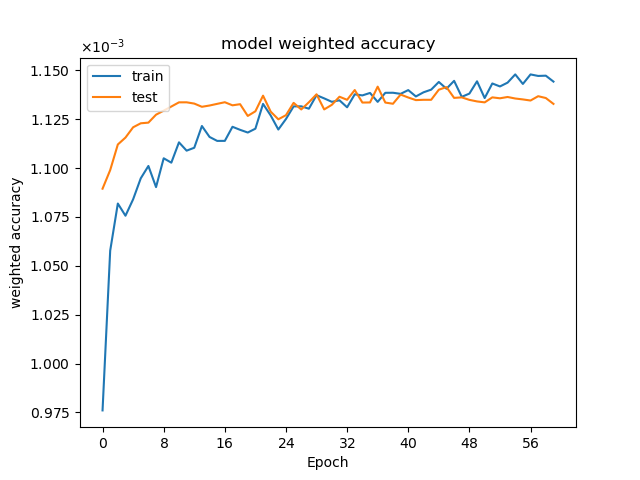 model weighted accuracy
×10⁻³
train
test
1.150
1.125
1.100
1.075
1.050
1.025
1.000
0.975
weighted accuracy
0 8 16 24 32 40 48 56
Epoch